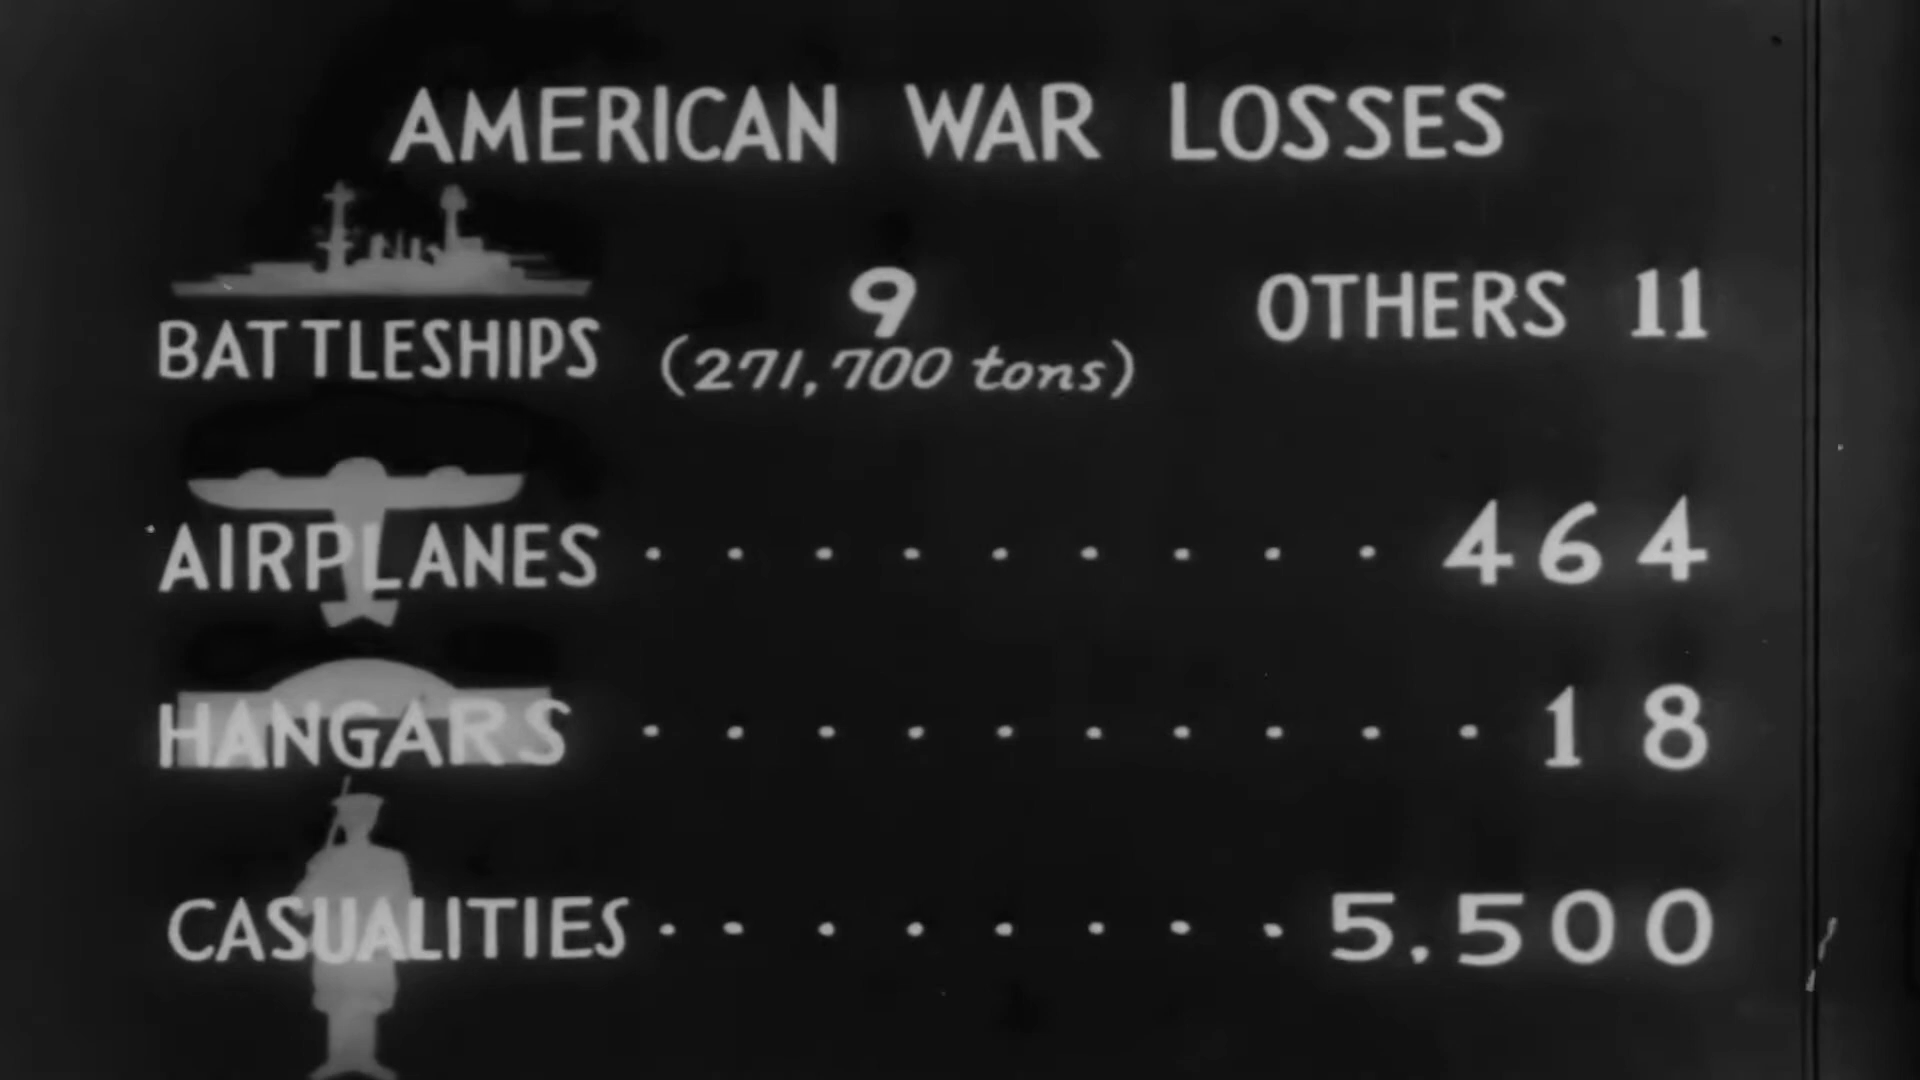 AMERICAN WAR LOSSES
BATTLESHIPS 9 OTHERS 11
(271,700 tons)
AIRPLANES ......... 464
HANGARS .......... 18
CASUALITIES ........ 5.500